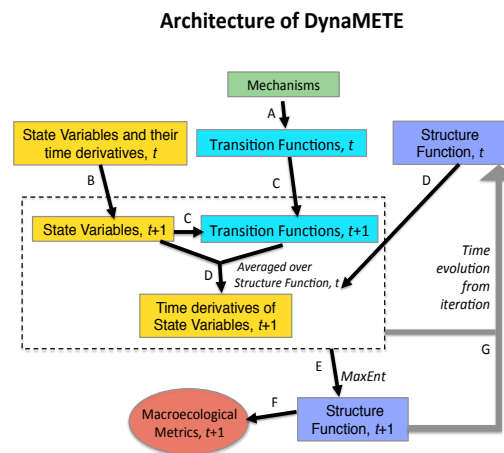 Architecture of DynaMETE
Mechanisms
A
State Variables and their
time derivatives, t
Transition Functions, t
Structure
Function, t
B
C
D
State Variables, t+1
C
Transition Functions, t+1
D
Averaged over
Structure Function, t
Time
evolution
from
iteration
Time derivatives of
State Variables, t+1
G
E
MaxEnt
F
Macroecological
Metrics, t+1
Structure
Function, t+1